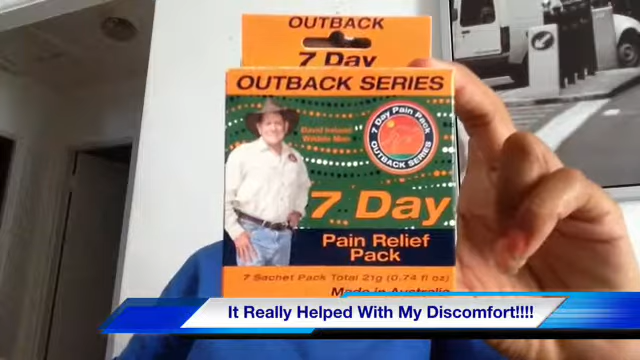 OUTBACK
7 Day
OUTBACK SERIES
David Ireland
Wildlife Man
7 Day Pain Pack
OUTBACK SERIES
7 Day
Pain Relief
Pack
7 Sachet Pack Total 21g (0.74 fl oz)
Made in Australia
It Really Helped With My Discomfort!!!!